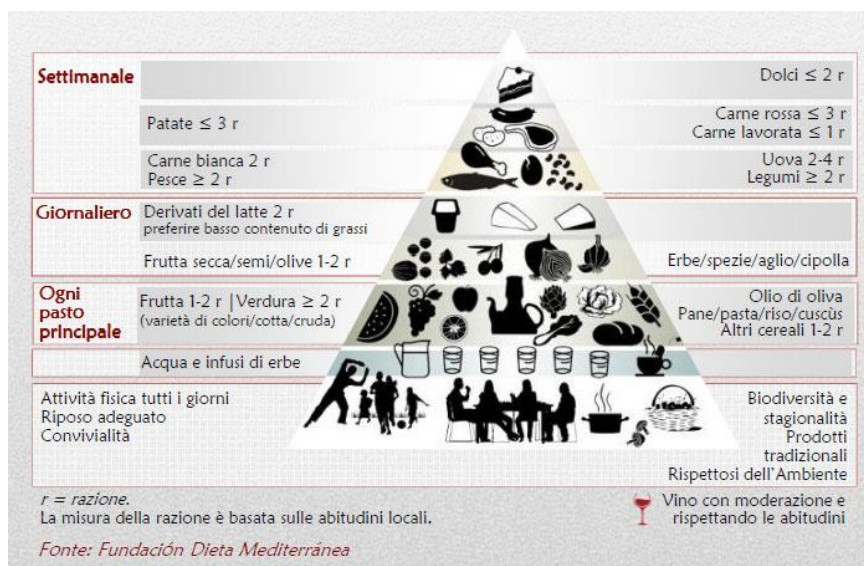 Settimanale
Dolci ≤ 2 r
Patate ≤ 3 r
Carne rossa ≤ 3 r
Carne lavorata ≤ 1 r
Carne bianca 2 r
Pesce ≥ 2 r
Uova 2-4 r
Legumi ≥ 2 r
Giornaliero
Derivati del latte 2 r
preferire basso contenuto di grassi
Frutta secca/semi/olive 1-2 r
Erbe/spezie/aglio/cipolla
Ogni
pasto
principale
Frutta 1-2 r |Verdura ≥ 2 r
(varietà di colori/cotta/cruda)
Olio di oliva
Pane/pasta/riso/cuscùs
Altri cereali 1-2 r
Acqua e infusi di erbe
Attività fisica tutti i giorni
Riposo adeguato
Convivialità
Biodiversità e
stagionalità
Prodotti
tradizionali
Rispettosi dell'Ambiente
r = razione.
La misura della razione è basata sulle abitudini locali.
Vino con moderazione e
rispettando le abitudini
Fonte: Fundación Dieta Mediterránea